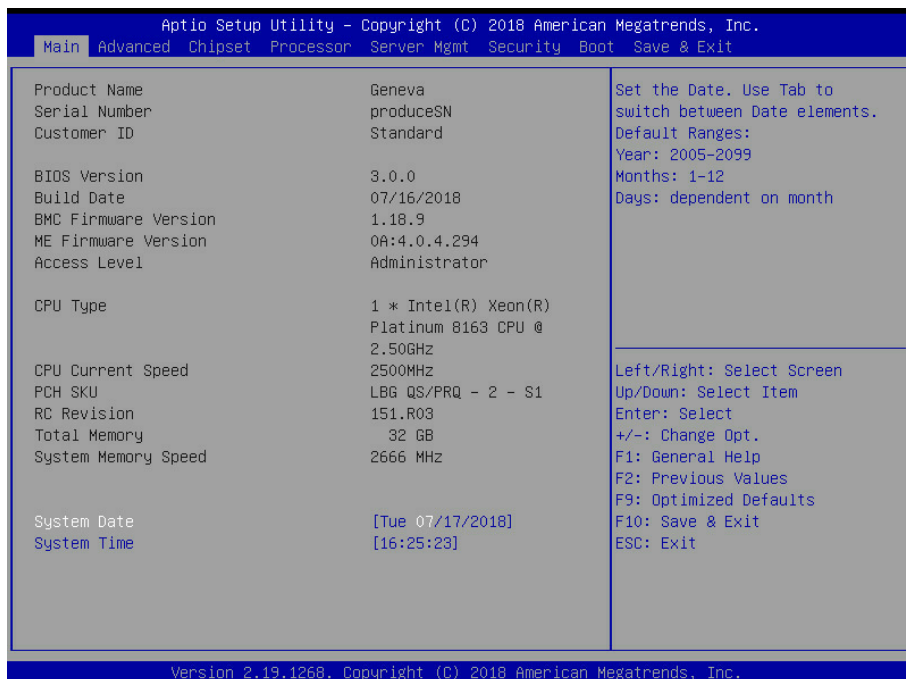 Aptio Setup Utility – Copyright (C) 2018 American Megatrends, Inc.
Main Advanced Chipset Processor Server Mgmt Security Boot Save & Exit
Product Name Geneva
Serial Number produceSN
Customer ID Standard
BIOS Version 3.0.0
Build Date 07/16/2018
BMC Firmware Version 1.18.9
ME Firmware Version 0A:4.0.4.294
Access Level Administrator
CPU Type 1 * Intel(R) Xeon(R)
Platinum 8163 CPU @
2.50GHz
CPU Current Speed 2500MHz
PCH SKU LBG QS/PRQ - 2 - S1
RC Revision 151.R03
Total Memory 32 GB
System Memory Speed 2666 MHz
System Date [Tue 07/17/2018]
System Time [16:25:23]
Set the Date. Use Tab to
switch between Date elements.
Default Ranges:
Year: 2005-2099
Months: 1-12
Days: dependent on month
Left/Right: Select Screen
Up/Down: Select Item
Enter: Select
+/-: Change Opt.
F1: General Help
F2: Previous Values
F9: Optimized Defaults
F10: Save & Exit
ESC: Exit
Version 2.19.1268. Copyright (C) 2018 American Megatrends, Inc.